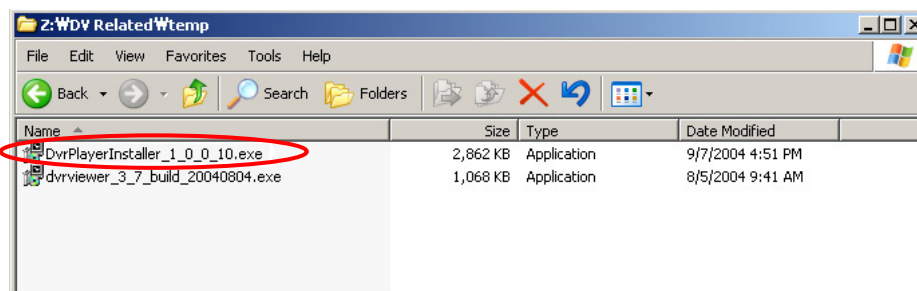 Z:₩DV Related₩temp
File Edit View Favorites Tools Help
Back Search Folders
Name Size Type Date Modified
DvrPlayerInstaller_1_0_0_10.exe 2,862 KB Application 9/7/2004 4:51 PM
dvrviewer_3_7_build_20040804.exe 1,068 KB Application 8/5/2004 9:41 AM